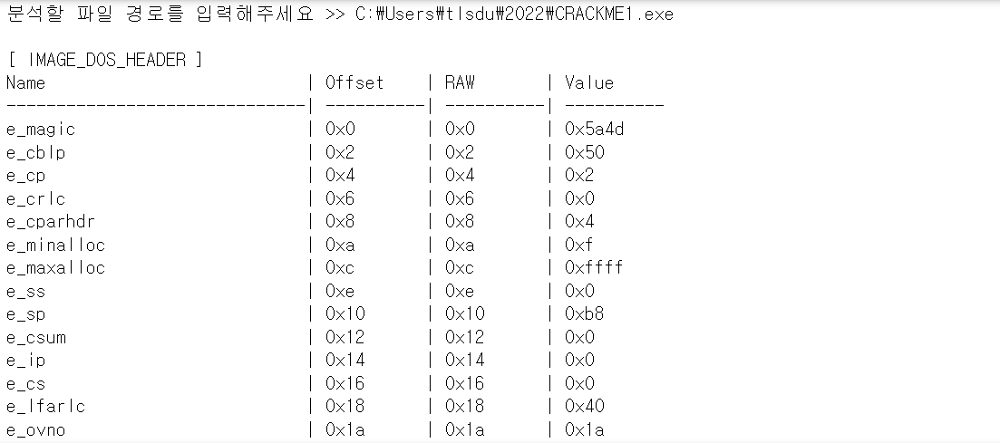 분석할 파일 경로를 입력해주세요 >> C:₩Users₩tlsdu₩2022₩CRACKME1.exe
[ IMAGE_DOS_HEADER ]
Name | Offset | RAW | Value
------------------------------| ----------| ----------| ----------
e_magic | 0x0 | 0x0 | 0x5a4d
e_cblp | 0x2 | 0x2 | 0x50
e_cp | 0x4 | 0x4 | 0x2
e_crlc | 0x6 | 0x6 | 0x0
e_cparhdr | 0x8 | 0x8 | 0x4
e_minalloc | 0xa | 0xa | 0xf
e_maxalloc | 0xc | 0xc | 0xffff
e_ss | 0xe | 0xe | 0x0
e_sp | 0x10 | 0x10 | 0xb8
e_csum | 0x12 | 0x12 | 0x0
e_ip | 0x14 | 0x14 | 0x0
e_cs | 0x16 | 0x16 | 0x0
e_lfarlc | 0x18 | 0x18 | 0x40
e_ovno | 0x1a | 0x1a | 0x1a